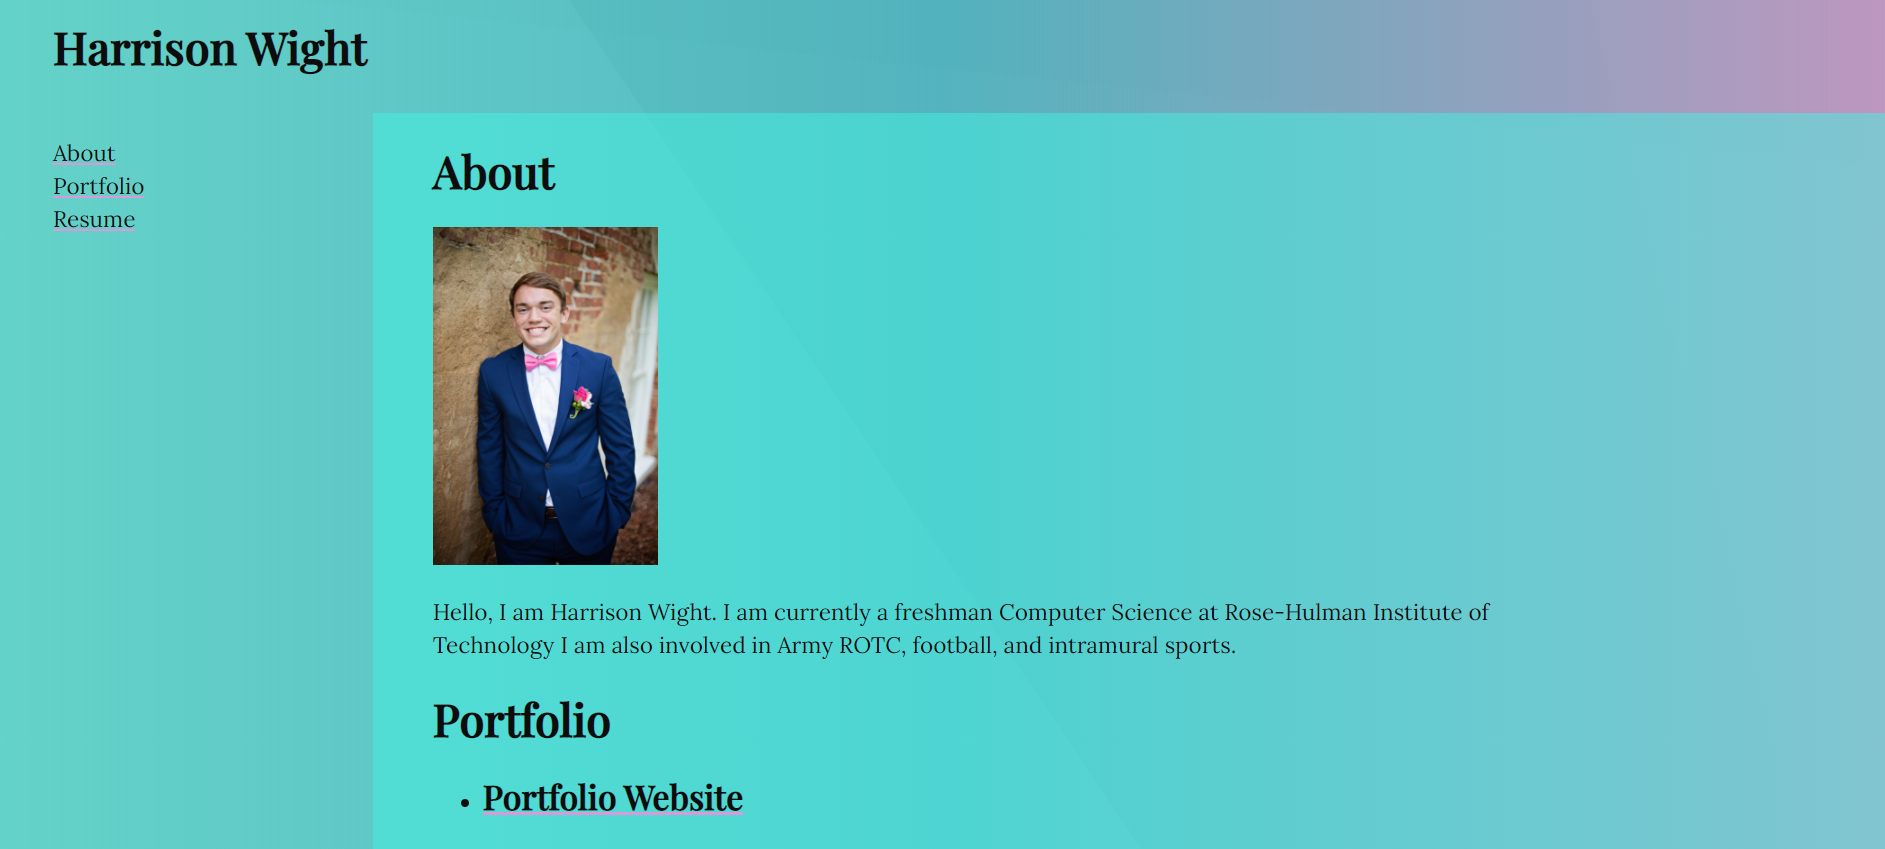 Harrison Wight
About
Portfolio
Resume
About
Hello, I am Harrison Wight. I am currently a freshman Computer Science at Rose-Hulman Institute of
Technology I am also involved in Army ROTC, football, and intramural sports.
Portfolio
Portfolio Website